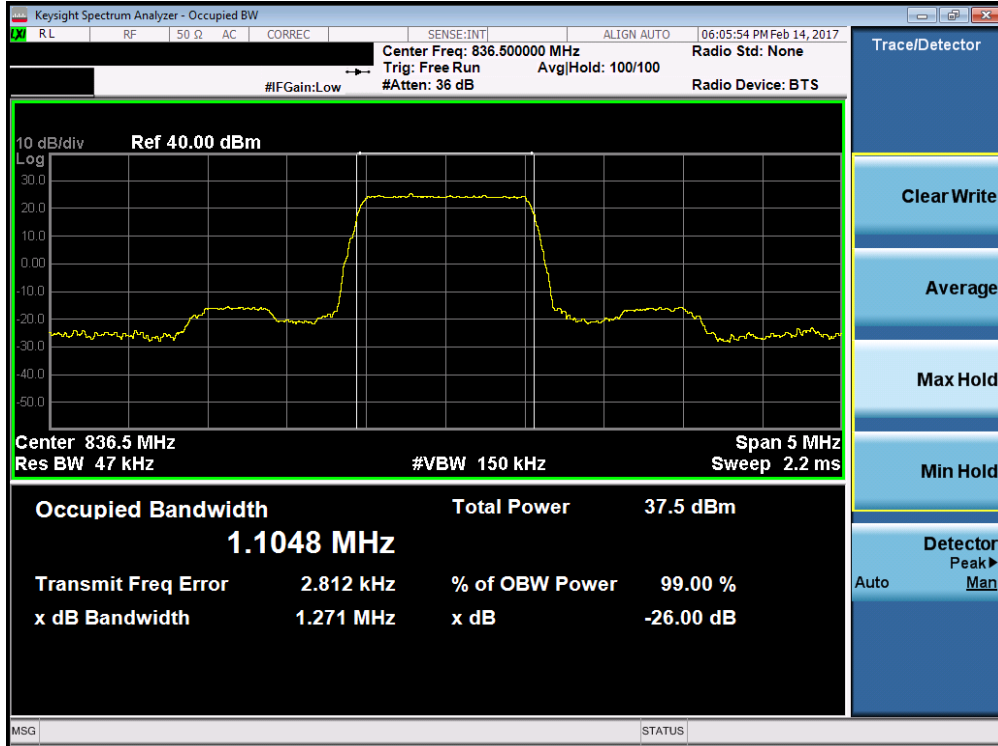 Keysight Spectrum Analyzer - Occupied BW
LXI RL RF 50 Ω AC CORREC SENSE:INT ALIGN AUTO 06:05:54 PM Feb 14, 2017
Center Freq: 836.500000 MHz Radio Std: None
Trig: Free Run Avg|Hold: 100/100
#IFGain:Low #Atten: 36 dB Radio Device: BTS
Trace/Detector
10 dB/div Ref 40.00 dBm
Log
30.0
20.0
10.0
0.00
-10.0
-20.0
-30.0
-40.0
-50.0
Center 836.5 MHz Span 5 MHz
Res BW 47 kHz #VBW 150 kHz Sweep 2.2 ms
Occupied Bandwidth Total Power 37.5 dBm
1.1048 MHz
Transmit Freq Error 2.812 kHz % of OBW Power 99.00 %
x dB Bandwidth 1.271 MHz x dB -26.00 dB
Clear Write
Average
Max Hold
Min Hold
Detector
Peak▶
Auto Man
MSG STATUS